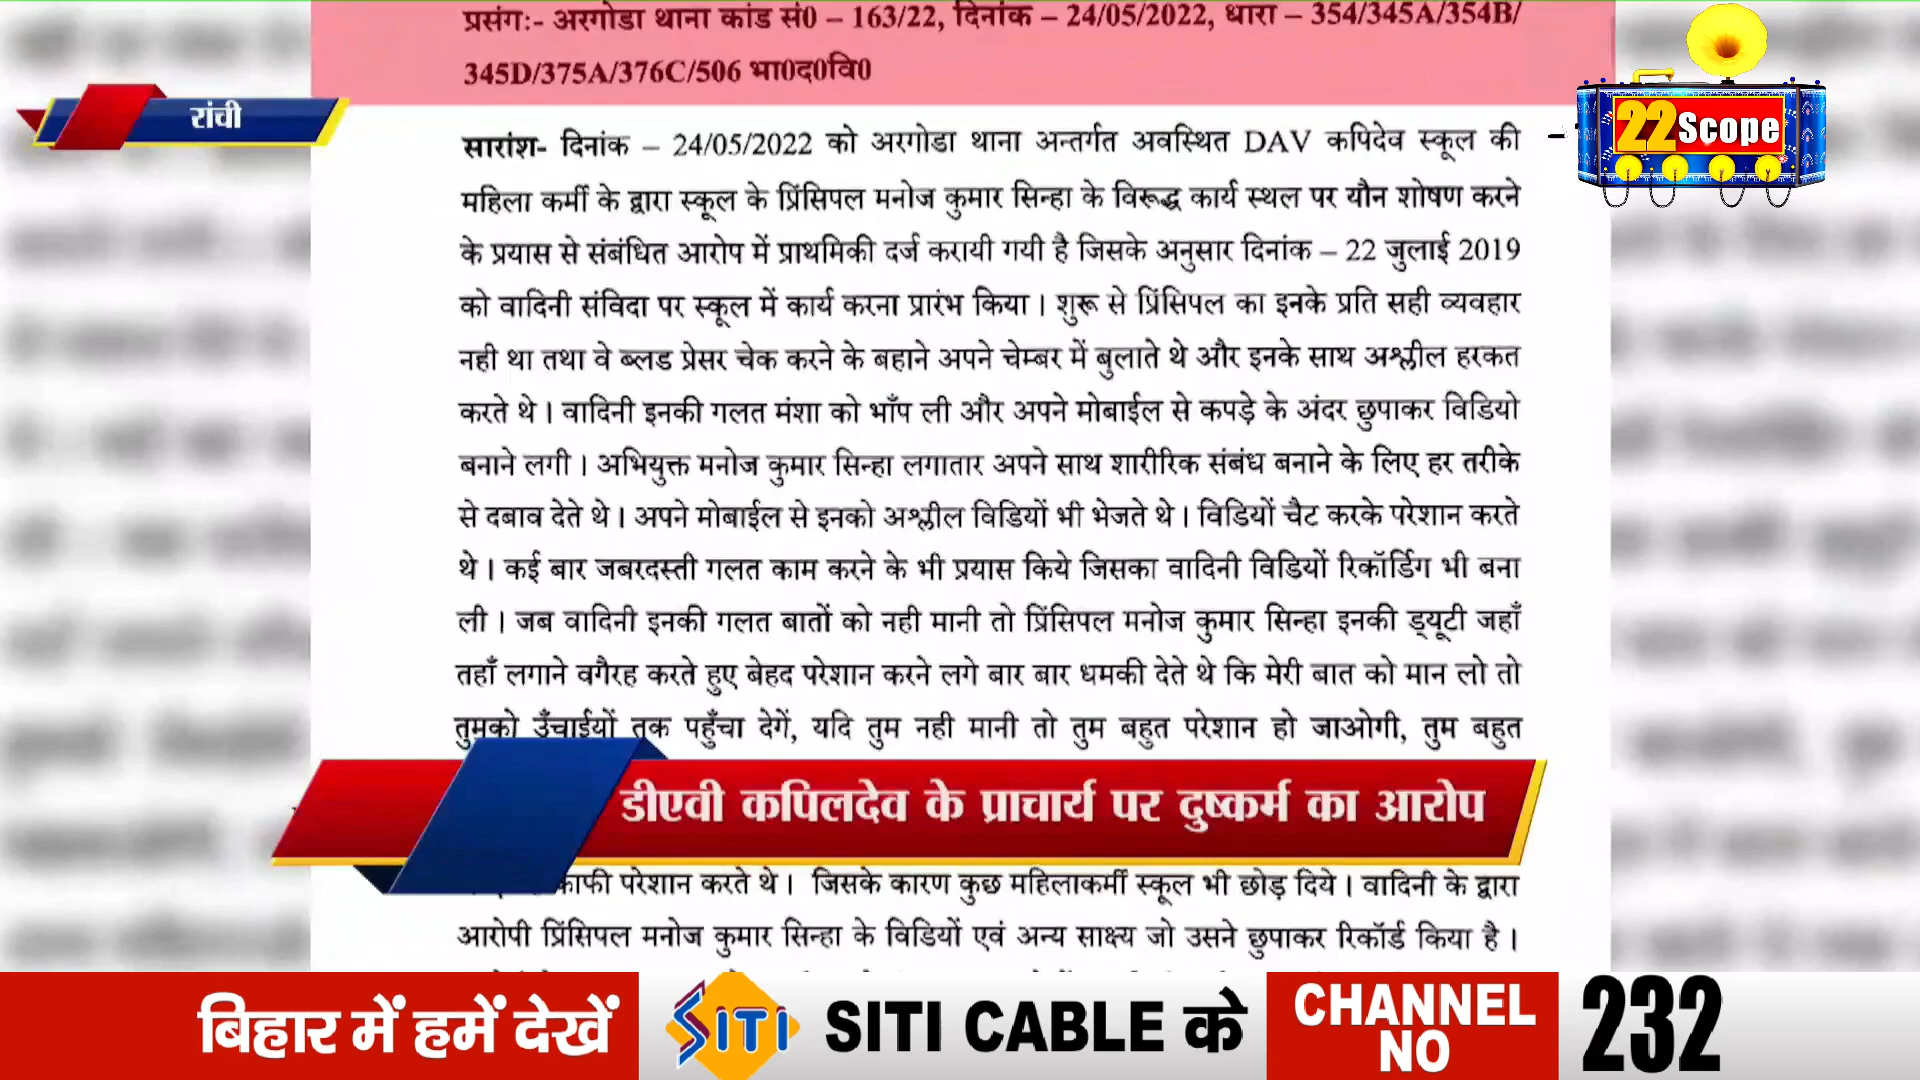 प्रसंगः- अरगोडा थाना कांड सं0 – 163/22, दिनांक – 24/05/2022, धारा – 354/345A/354B/
345D/375A/376C/506 भा0द0वि0
रांची
22Scope
सारांश- दिनांक – 24/05/2022 को अरगोडा थाना अन्तर्गत अवस्थित DAV कपिदेव स्कूल की
महिला कर्मी के द्वारा स्कूल के प्रिंसिपल मनोज कुमार सिन्हा के विरूद्ध कार्य स्थल पर यौन शोषण करने
के प्रयास से संबंधित आरोप में प्राथमिकी दर्ज करायी गयी है जिसके अनुसार दिनांक – 22 जुलाई 2019
को वादिनी संविदा पर स्कूल में कार्य करना प्रारंभ किया। शुरू से प्रिंसिपल का इनके प्रति सही व्यवहार
नही था तथा वे ब्लड प्रेसर चेक करने के बहाने अपने चेम्बर में बुलाते थे और इनके साथ अश्लील हरकत
करते थे। वादिनी इनकी गलत मंशा को भाँप ली और अपने मोबाईल से कपड़े के अंदर छुपाकर विडियो
बनाने लगी। अभियुक्त मनोज कुमार सिन्हा लगातार अपने साथ शारीरिक संबंध बनाने के लिए हर तरीके
से दबाव देते थे। अपने मोबाईल से इनको अश्लील विडियों भी भेजते थे। विडियों चैट करके परेशान करते
थे। कई बार जबरदस्ती गलत काम करने के भी प्रयास किये जिसका वादिनी विडियों रिकॉर्डिग भी बना
ली। जब वादिनी इनकी गलत बातों को नही मानी तो प्रिंसिपल मनोज कुमार सिन्हा इनकी ड्यूटी जहाँ
तहाँ लगाने वगैरह करते हुए बेहद परेशान करने लगे बार बार धमकी देते थे कि मेरी बात को मान लो तो
तुमको उँचाईयों तक पहुँचा देगें, यदि तुम नही मानी तो तुम बहुत परेशान हो जाओगी, तुम बहुत
डीएवी कपिलदेव के प्राचार्य पर दुष्कर्म का आरोप
काफी परेशान करते थे। जिसके कारण कुछ महिलाकर्मी स्कूल भी छोड़ दिये। वादिनी के द्वारा
आरोपी प्रिंसिपल मनोज कुमार सिन्हा के विडियों एवं अन्य साक्ष्य जो उसने छुपाकर रिकॉर्ड किया है।
बिहार में हमें देखें SITI SITI CABLE के CHANNEL NO 232